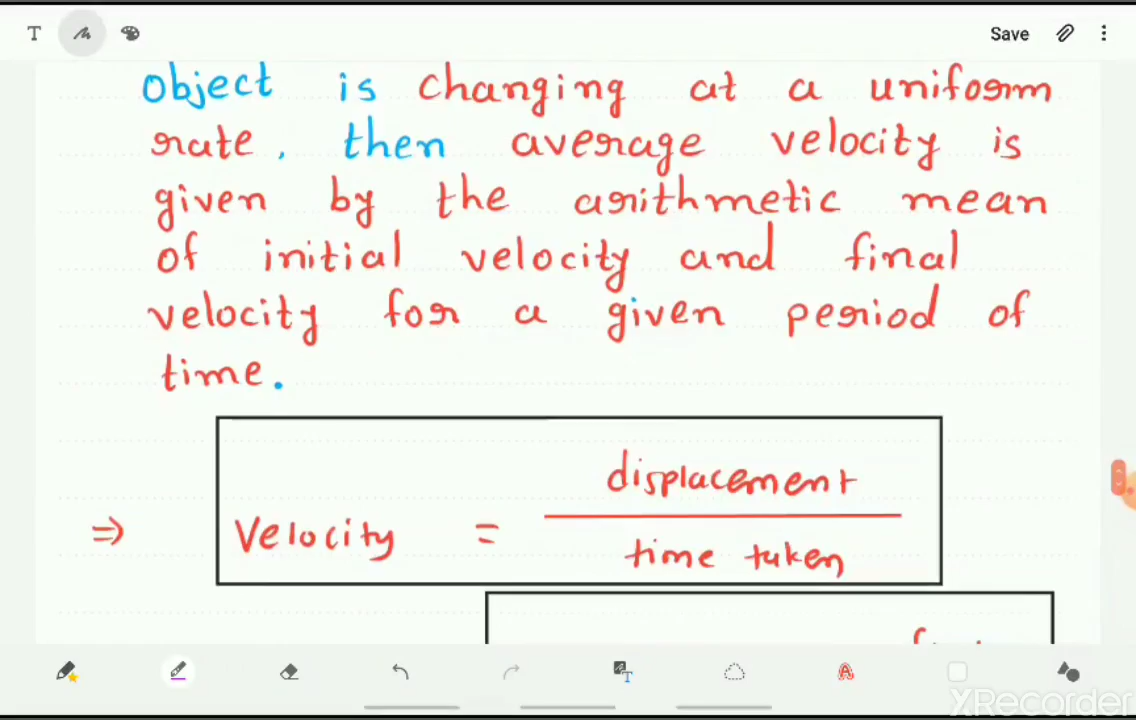 T
Save
object is changing at a uniform
rate, then average velocity is
given by the arithmetic mean
of initial velocity and final
velocity for a given period of
time.
⇒ Velocity = displacement
time taken
T
A
XRecorder